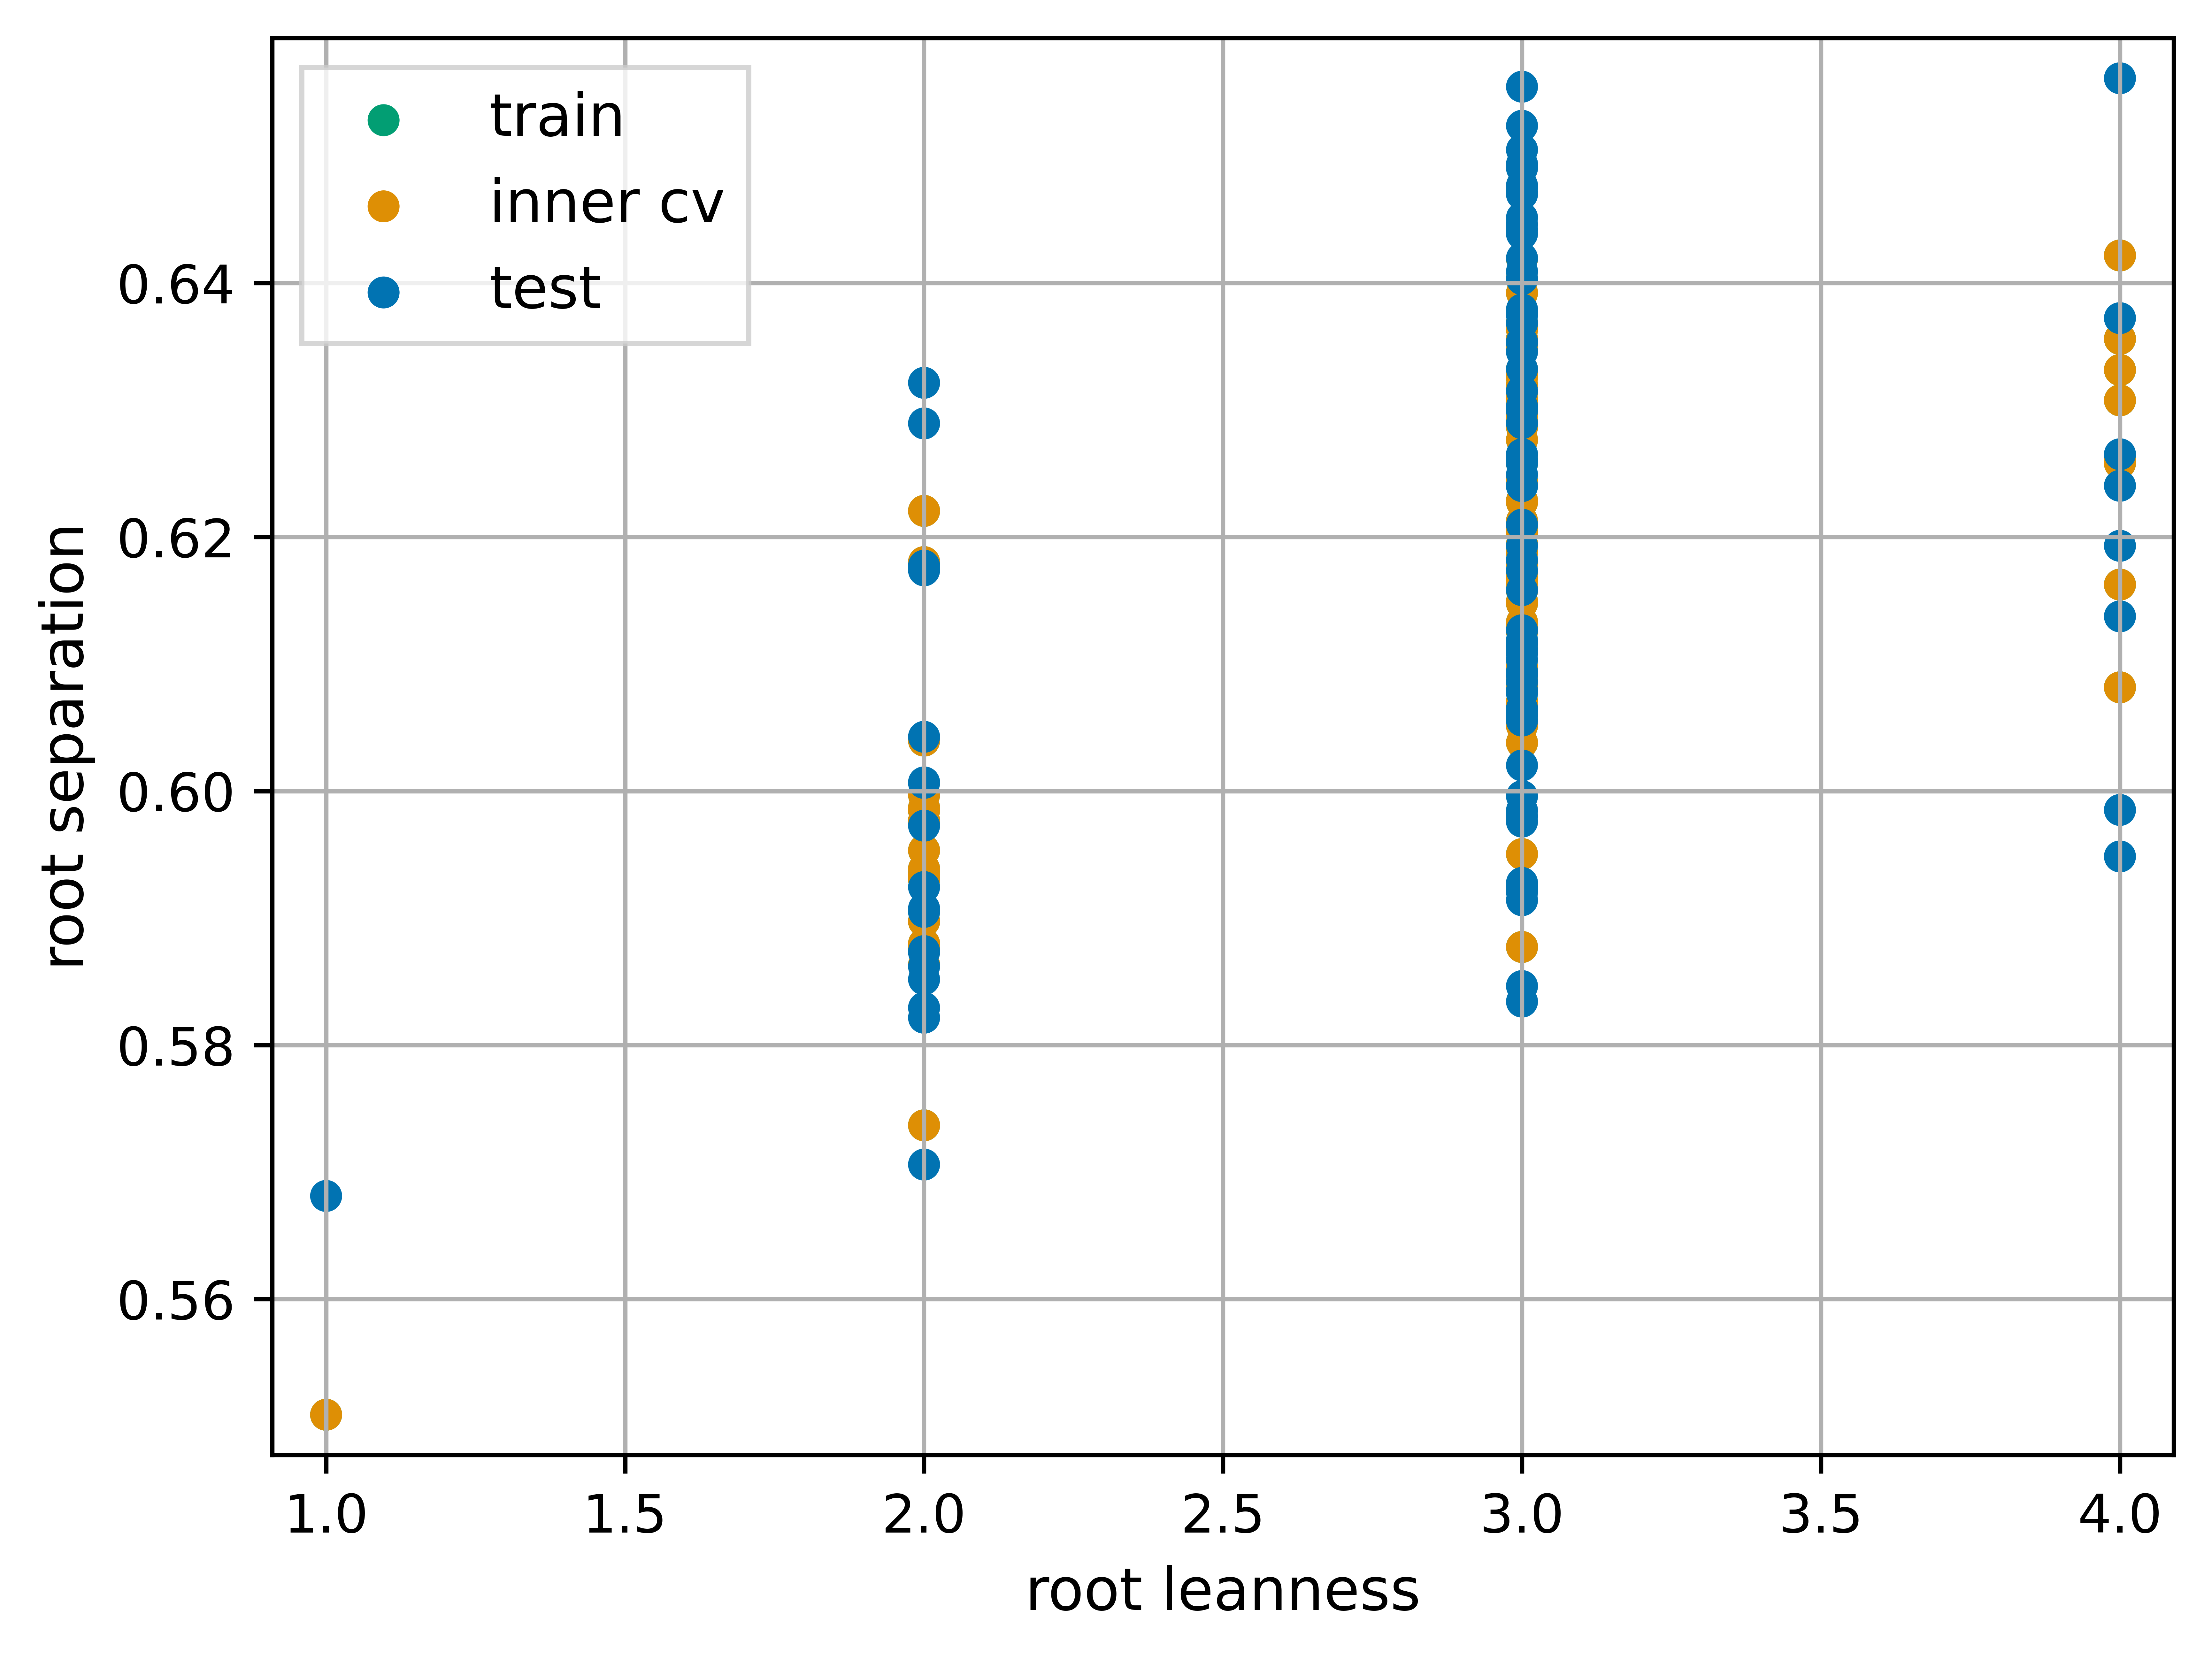 train
inner cv
test
0.64
0.62
0.60
0.58
0.56
root separation
1.0 1.5 2.0 2.5 3.0 3.5 4.0
root leanness